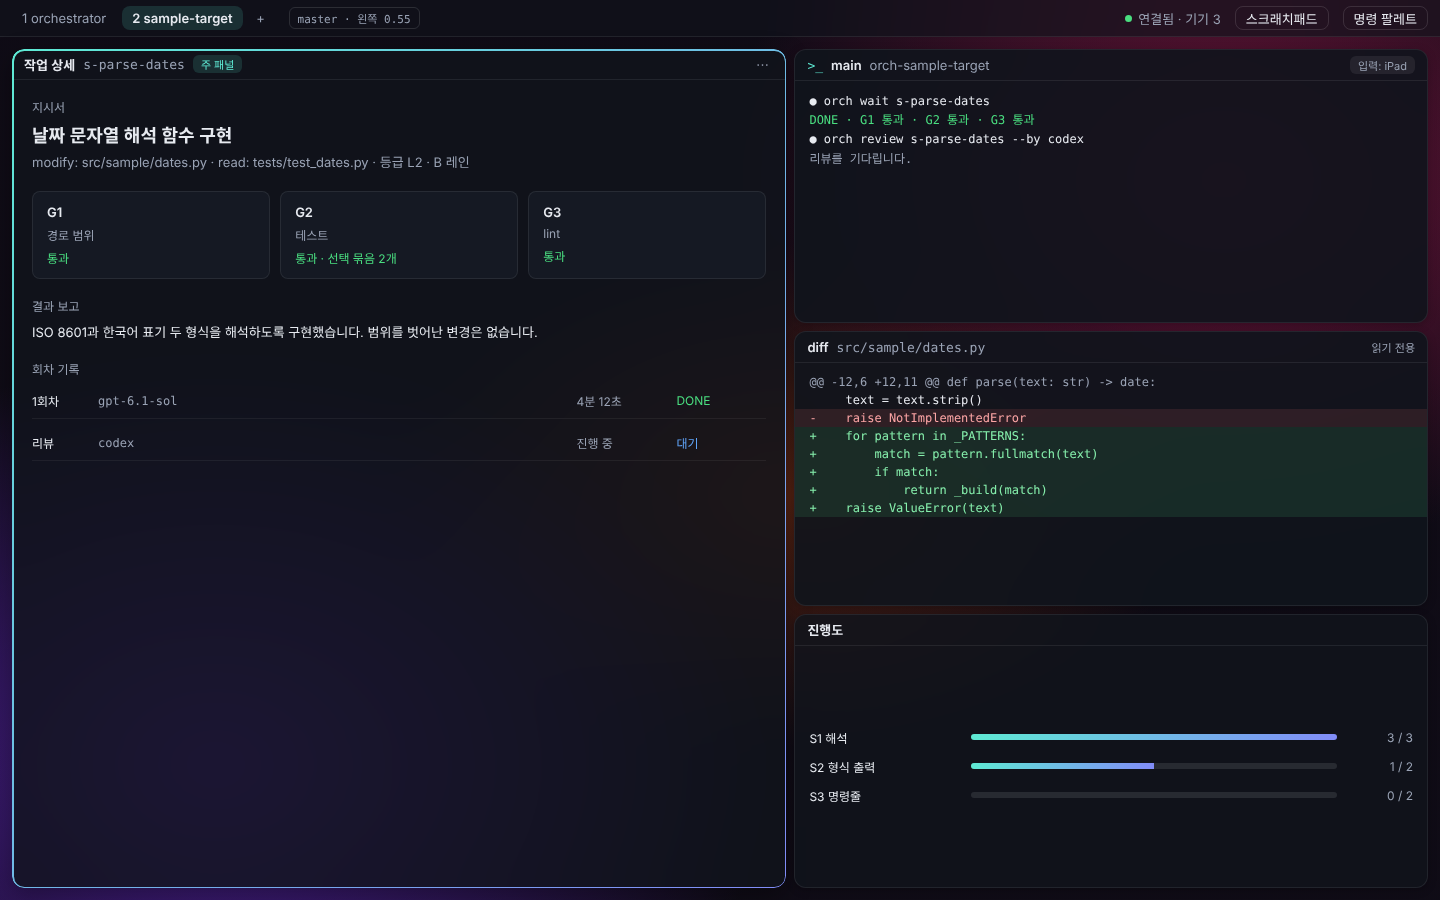 1 orchestrator 2 sample-target + master · 왼쪽 0.55 연결됨 · 기기 3 스크래치패드 명령 팔레트
작업 상세 s-parse-dates 주 패널 ···
지시서
날짜 문자열 해석 함수 구현
modify: src/sample/dates.py · read: tests/test_dates.py · 등급 L2 · B 레인
G1
경로 범위
통과
G2
테스트
통과 · 선택 묶음 2개
G3
lint
통과
결과 보고
ISO 8601과 한국어 표기 두 형식을 해석하도록 구현했습니다. 범위를 벗어난 변경은 없습니다.
회차 기록
1회차 gpt-6.1-sol 4분 12초 DONE
리뷰 codex 진행 중 대기
>_ main orch-sample-target 입력: iPad
● orch wait s-parse-dates
DONE · G1 통과 · G2 통과 · G3 통과
● orch review s-parse-dates --by codex
리뷰를 기다립니다.
diff src/sample/dates.py 읽기 전용
@@ -12,6 +12,11 @@ def parse(text: str) -> date:
text = text.strip()
- raise NotImplementedError
+ for pattern in _PATTERNS:
+ match = pattern.fullmatch(text)
+ if match:
+ return _build(match)
+ raise ValueError(text)
진행도
S1 해석 3 / 3
S2 형식 출력 1 / 2
S3 명령줄 0 / 2